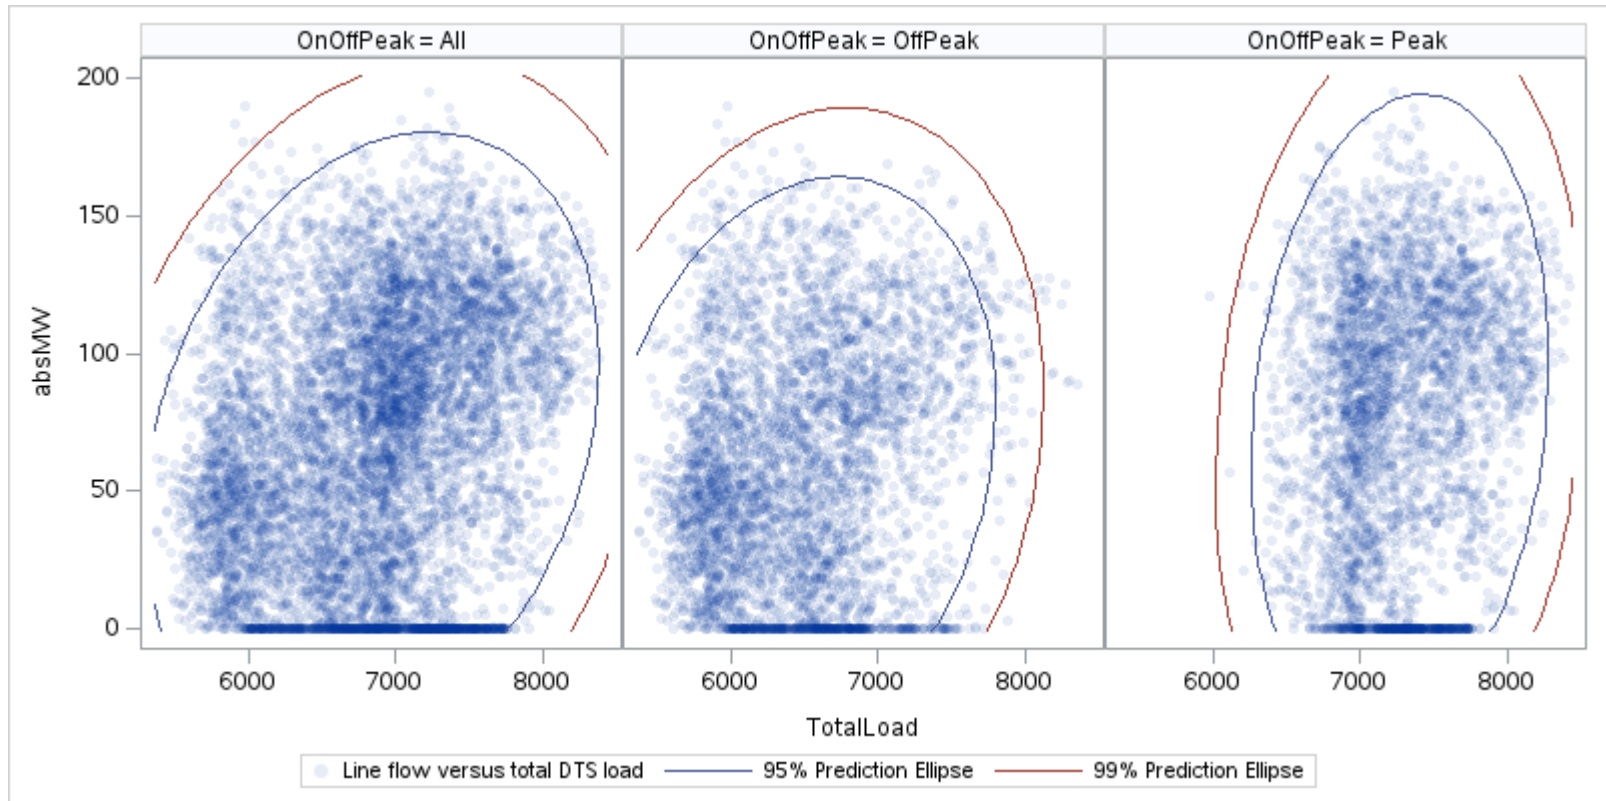 OnOffPeak = All OnOffPeak = OffPeak OnOffPeak = Peak
200
150
100
50
0
absMW
6000 7000 8000 6000 7000 8000 6000 7000 8000
TotalLoad
Line flow versus total DTS load 95% Prediction Ellipse 99% Prediction Ellipse